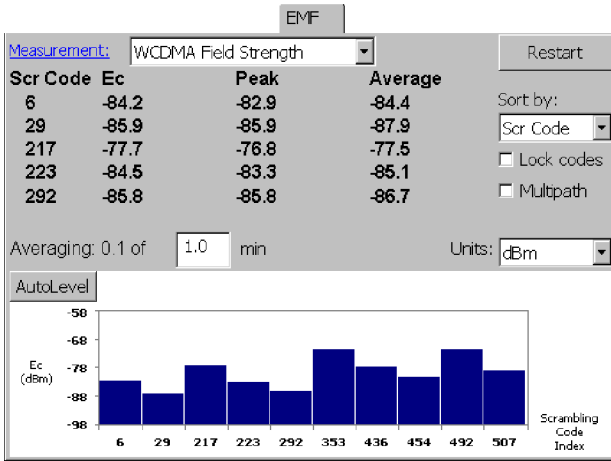 EMF
Measurement: WCDMA Field Strength Restart
Scr Code Ec Peak Average
6 -84.2 -82.9 -84.4
Sort by:
29 -85.9 -85.9 -87.9
Scr Code
217 -77.7 -76.8 -77.5
Lock codes
223 -84.5 -83.3 -85.1
Multipath
292 -85.8 -85.8 -86.7
Averaging: 0.1 of 1.0 min Units: dBm
AutoLevel
-58
-68
Ec
(dBm)
-78
-88
-98
6 29 217 223 292 353 436 454 492 507
Scrambling
Code
Index